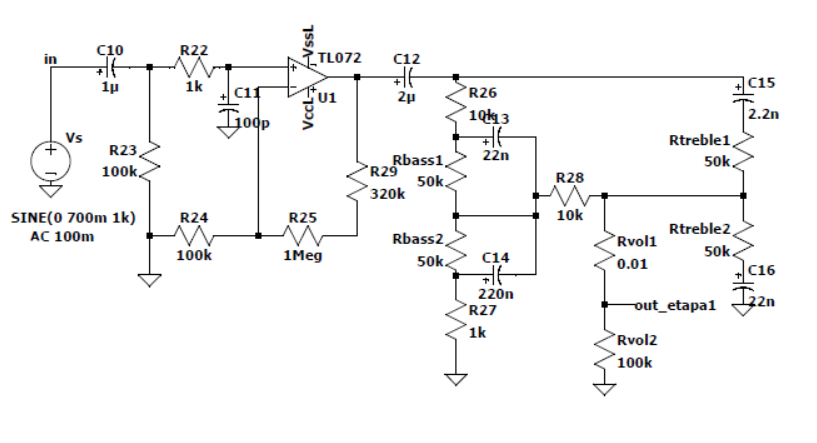 in
C10
1µ
R22
1k
C11
100p
VssL
TL072
U1
VccL
C12
2µ
R26
10k
C13
22n
C15
2.2n
Vs
R23
100k
R29
320k
Rbass1
50k
Rtreble1
50k
R28
10k
SINE(0 700m 1k)
AC 100m
R24
100k
R25
1Meg
Rbass2
50k
C14
220n
Rvol1
0.01
Rtreble2
50k
C16
22n
R27
1k
out_etapa1
Rvol2
100k